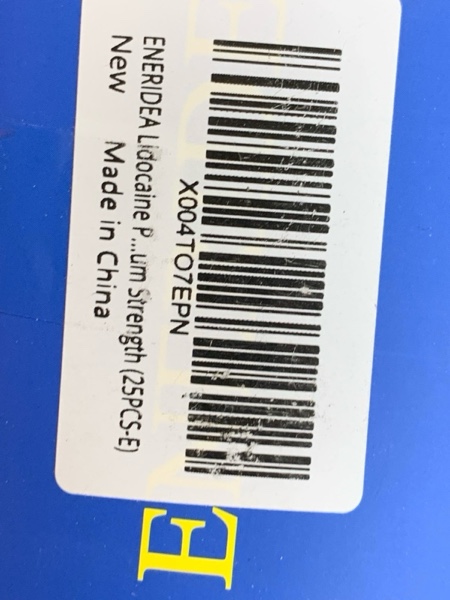 X004TO7EPN
ENERIDEA Lidocaine P...um Strength (25PCS-E)
New Made in China
E